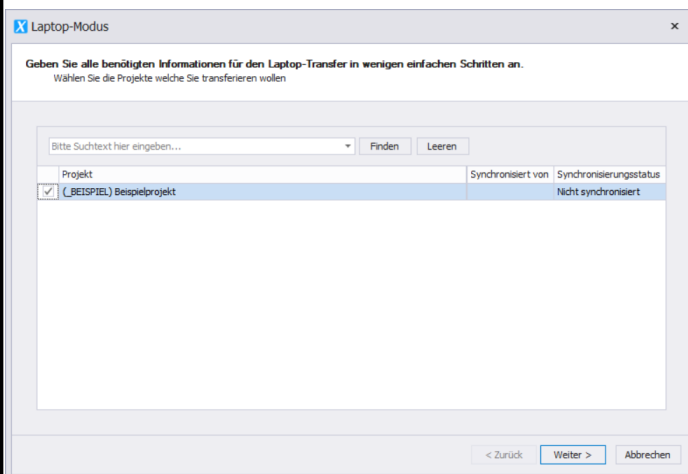 Laptop-Modus
Geben Sie alle benötigten Informationen für den Laptop-Transfer in wenigen einfachen Schritten an.
Wählen Sie die Projekte welche Sie transferieren wollen
Bitte Suchtext hier eingeben... Finden Leeren
Projekt Synchronisiert von Synchronisierungsstatus
(_BEISPIEL) Beispielprojekt Nicht synchronisiert
< Zurück Weiter > Abbrechen